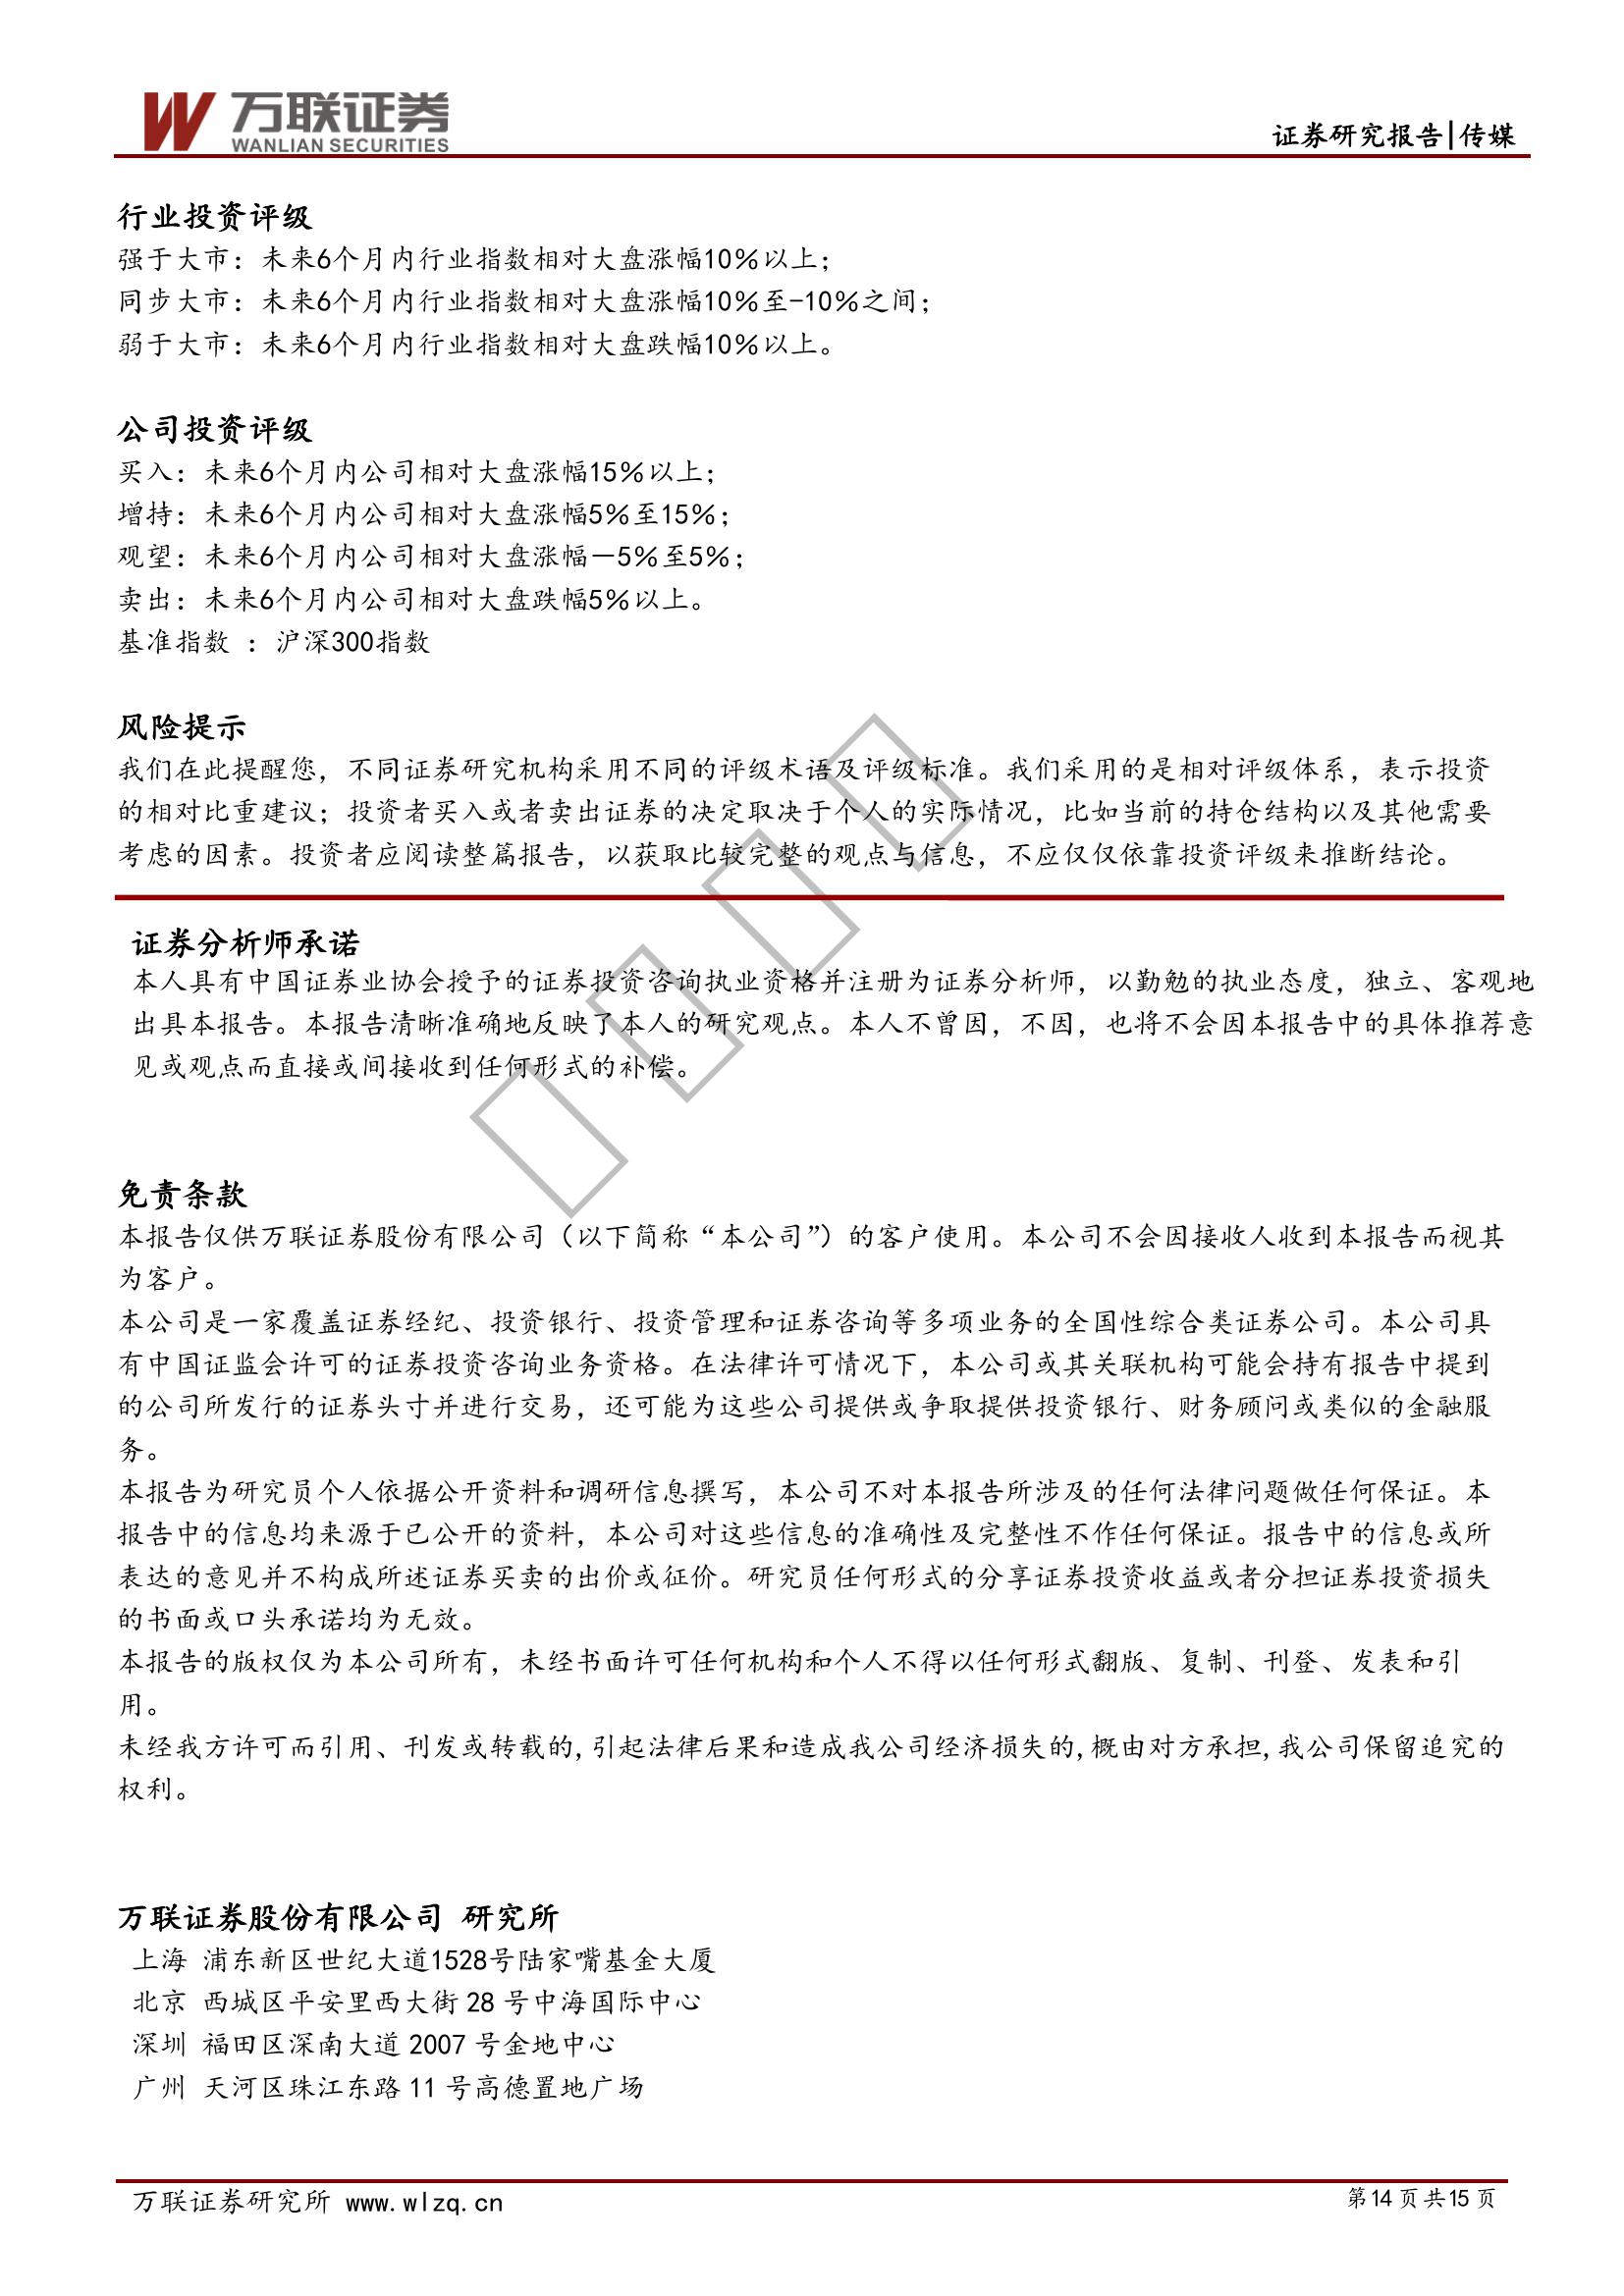 万联证券
WANLIAN SECURITIES
证券研究报告|传媒
行业投资评级
强于大市：未来6个月内行业指数相对大盘涨幅10％以上；
同步大市：未来6个月内行业指数相对大盘涨幅10％至-10％之间；
弱于大市：未来6个月内行业指数相对大盘跌幅10％以上。
公司投资评级
买入：未来6个月内公司相对大盘涨幅15％以上；
增持：未来6个月内公司相对大盘涨幅5％至15％；
观望：未来6个月内公司相对大盘涨幅－5％至5％；
卖出：未来6个月内公司相对大盘跌幅5％以上。
基准指数 ：沪深300指数
风险提示
我们在此提醒您，不同证券研究机构采用不同的评级术语及评级标准。我们采用的是相对评级体系，表示投资
的相对比重建议；投资者买入或者卖出证券的决定取决于个人的实际情况，比如当前的持仓结构以及其他需要
考虑的因素。投资者应阅读整篇报告，以获取比较完整的观点与信息，不应仅仅依靠投资评级来推断结论。
证券分析师承诺
本人具有中国证券业协会授予的证券投资咨询执业资格并注册为证券分析师，以勤勉的执业态度，独立、客观地
出具本报告。本报告清晰准确地反映了本人的研究观点。本人不曾因，不因，也将不会因本报告中的具体推荐意
见或观点而直接或间接收到任何形式的补偿。
免责条款
本报告仅供万联证券股份有限公司（以下简称“本公司”）的客户使用。本公司不会因接收人收到本报告而视其
为客户。
本公司是一家覆盖证券经纪、投资银行、投资管理和证券咨询等多项业务的全国性综合类证券公司。本公司具
有中国证监会许可的证券投资咨询业务资格。在法律许可情况下，本公司或其关联机构可能会持有报告中提到
的公司所发行的证券头寸并进行交易，还可能为这些公司提供或争取提供投资银行、财务顾问或类似的金融服
务。
本报告为研究员个人依据公开资料和调研信息撰写，本公司不对本报告所涉及的任何法律问题做任何保证。本
报告中的信息均来源于已公开的资料，本公司对这些信息的准确性及完整性不作任何保证。报告中的信息或所
表达的意见并不构成所述证券买卖的出价或征价。研究员任何形式的分享证券投资收益或者分担证券投资损失
的书面或口头承诺均为无效。
本报告的版权仅为本公司所有，未经书面许可任何机构和个人不得以任何形式翻版、复制、刊登、发表和引
用。
未经我方许可而引用、刊发或转载的,引起法律后果和造成我公司经济损失的,概由对方承担,我公司保留追究的
权利。
万联证券股份有限公司 研究所
上海 浦东新区世纪大道1528号陆家嘴基金大厦
北京 西城区平安里西大街 28 号中海国际中心
深圳 福田区深南大道 2007 号金地中心
广州 天河区珠江东路 11 号高德置地广场
万联证券研究所 www.wlzq.cn
第14页共15页